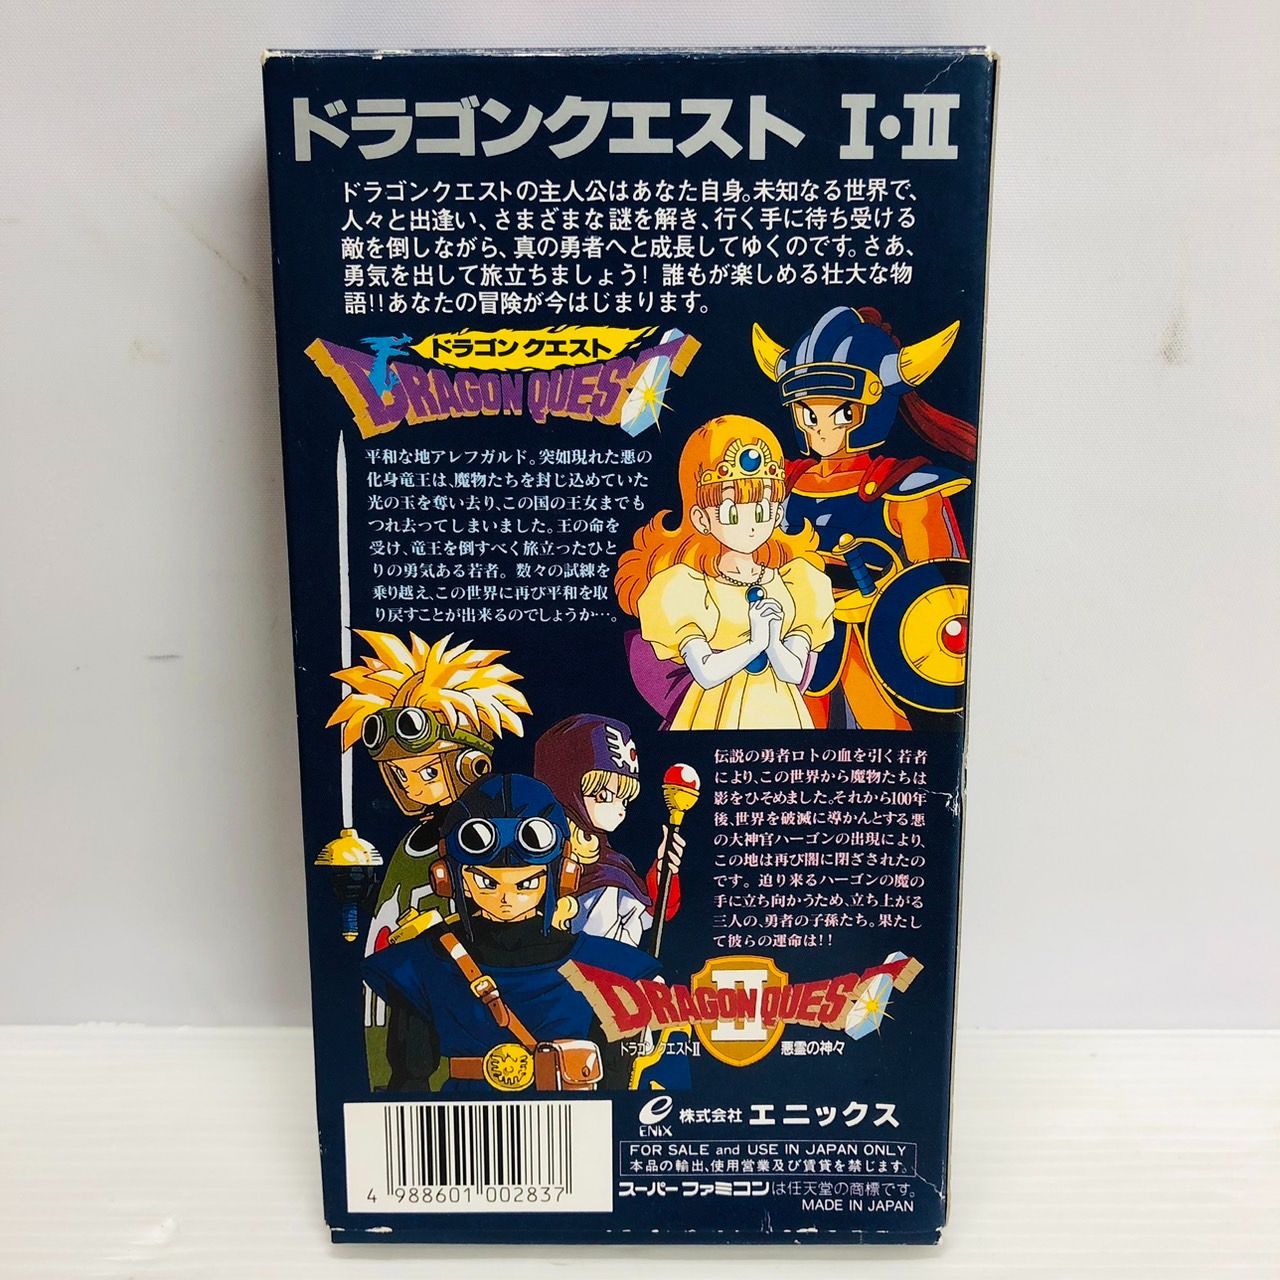 ドラゴンクエスト I・II
ドラゴンクエストの主人公はあなた自身。未知なる世界で、
人々と出逢い、さまざまな謎を解き、行く手に待ち受ける
敵を倒しながら、真の勇者へと成長してゆくのです。さあ、
勇気を出して旅立ちましょう! 誰もが楽しめる壮大な物
語!!あなたの冒険が今はじまります。
ドラゴン クエスト
DRAGON QUEST
平和な地アレフガルド。突如現れた悪の
化身竜王は、魔物たちを封じ込めていた
光の玉を奪い去り、この国の王女までも
つれ去ってしまいました。王の命を
受け、竜王を倒すべく旅立ったひと
りの勇気ある若者。数々の試練を
乗り越え、この世界に再び平和を取
り戻すことが出来るのでしょうか…。
伝説の勇者ロトの血を引く若者
により、この世界から魔物たちは
影をひそめました。それから100年
後、世界を破滅に導かんとする悪
の大神官ハーゴンの出現により、
この地は再び闇に閉ざされたの
です。迫り来るハーゴンの魔の
手に立ち向かうため、立ち上がる
三人の、勇者の子孫たち。果たし
て彼らの運命は!!
DRAGON QUEST
II
ドラゴンクエストII 悪霊の神々
ENIX 株式会社 エニックス
FOR SALE and USE IN JAPAN ONLY
本品の輸出、使用営業及び賃貸を禁じます。
スーパーファミコンは任天堂の商標です。
MADE IN JAPAN
4 988601 002837